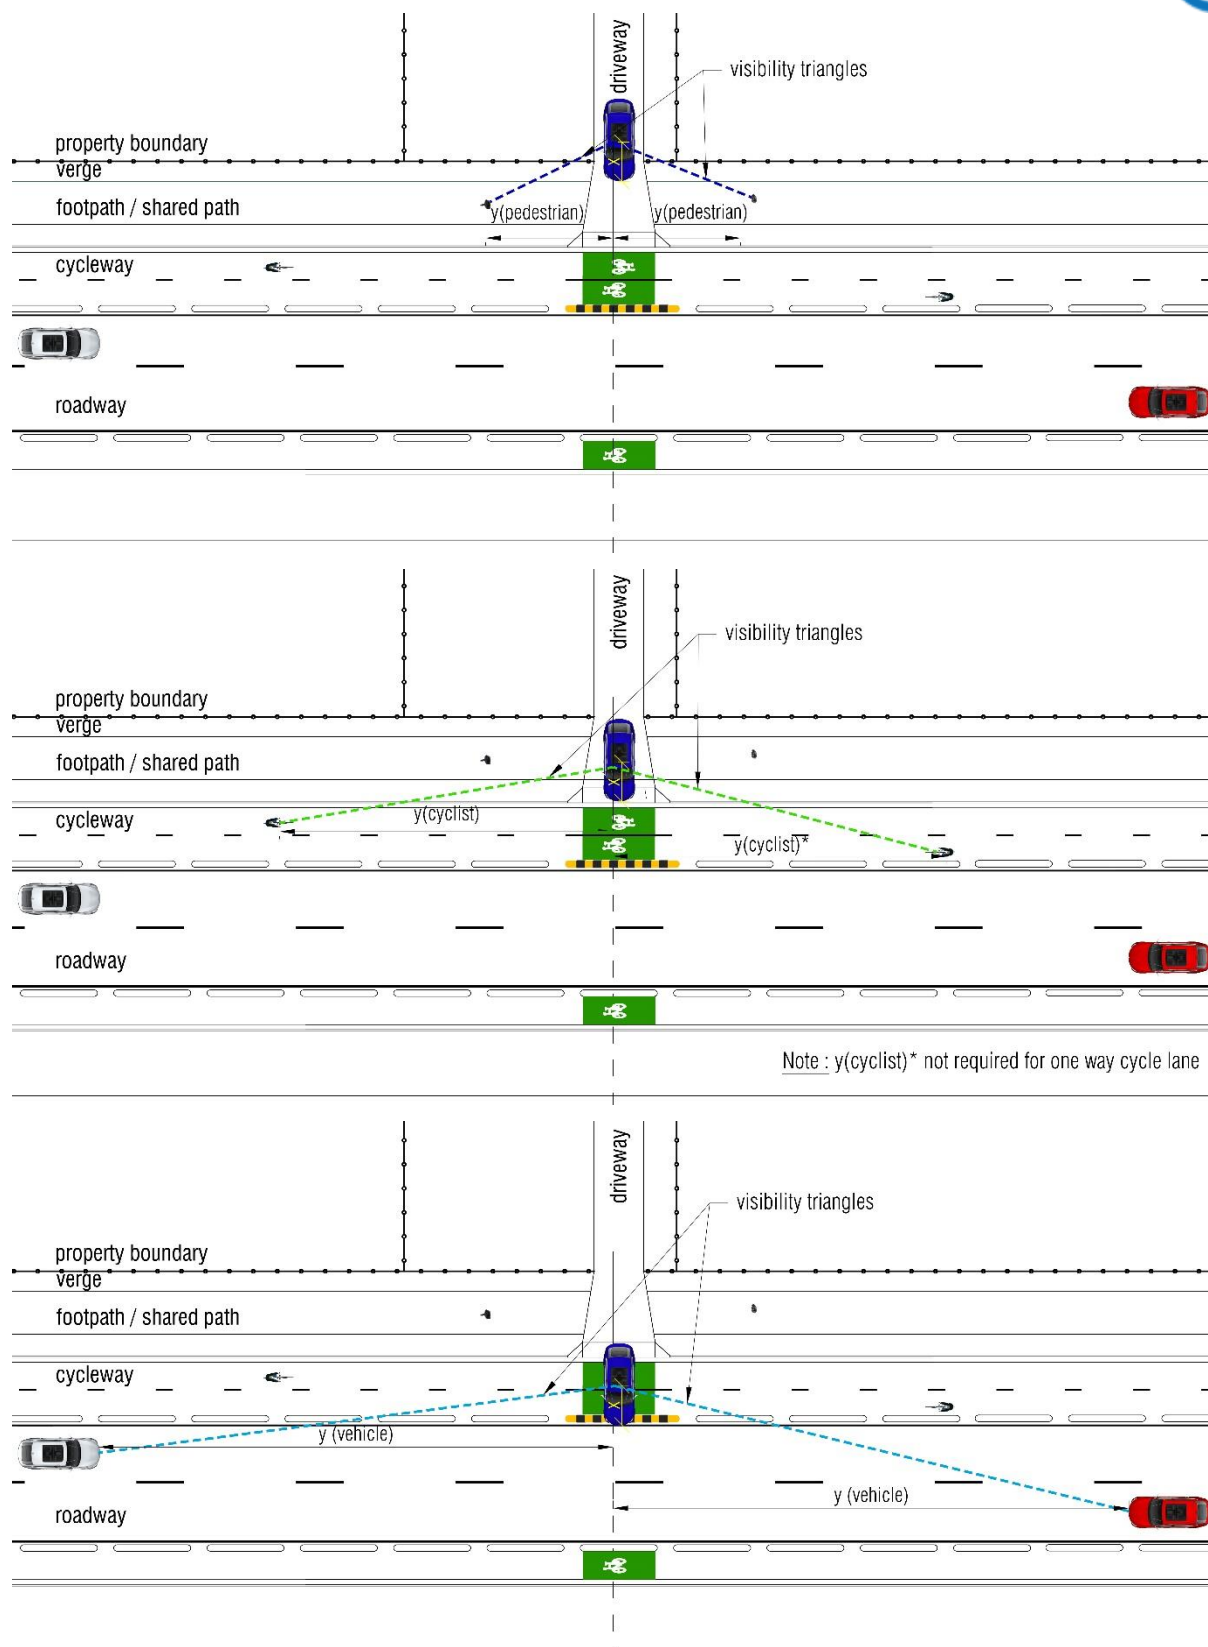 driveway
visibility triangles
property boundary
verge
footpath / shared path
y(pedestrian)
y(pedestrian)
cycleway
roadway
driveway
visibility triangles
property boundary
verge
footpath / shared path
cycleway
y(cyclist)
y(cyclist)*
roadway
Note : y(cyclist)* not required for one way cycle lane
driveway
visibility triangles
property boundary
verge
footpath / shared path
cycleway
y (vehicle)
y (vehicle)
roadway